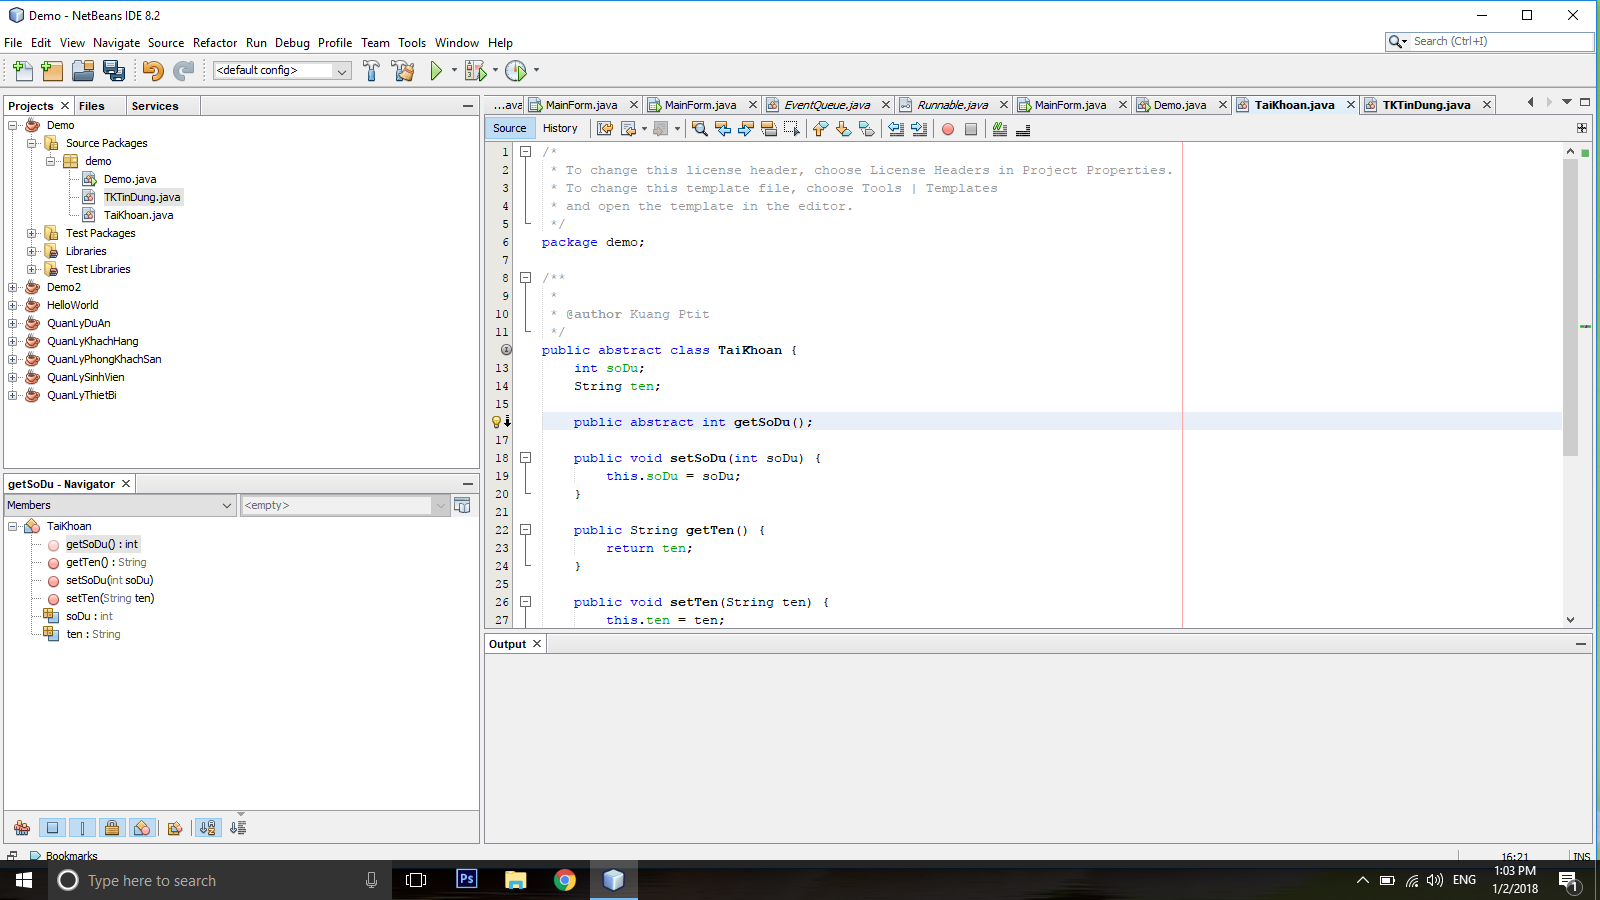 Demo - NetBeans IDE 8.2
File Edit View Navigate Source Refactor Run Debug Profile Team Tools Window Help
Search (Ctrl+I)
<default config>
Projects Files Services
...ava MainForm.java MainForm.java EventQueue.java Runnable.java MainForm.java Demo.java TaiKhoan.java TKTinDung.java
Source History
Demo
Source Packages
demo
Demo.java
TKTinDung.java
TaiKhoan.java
Test Packages
Libraries
Test Libraries
Demo2
HelloWorld
QuanLyDuAn
QuanLyKhachHang
QuanLyPhongKhachSan
QuanLySinhVien
QuanLyThietBi
1 /*
2 * To change this license header, choose License Headers in Project Properties.
3 * To change this template file, choose Tools | Templates
4 * and open the template in the editor.
5 */
6 package demo;
7
8 /**
9 *
10 * @author Kuang Ptit
11 */
public abstract class TaiKhoan {
13 int soDu;
14 String ten;
15
public abstract int getSoDu();
17
18 public void setSoDu(int soDu) {
19 this.soDu = soDu;
20 }
21
22 public String getTen() {
23 return ten;
24 }
25
26 public void setTen(String ten) {
27 this.ten = ten;
getSoDu - Navigator
Members <empty>
TaiKhoan
getSoDu() : int
getTen() : String
setSoDu(int soDu)
setTen(String ten)
soDu : int
ten : String
Output
Bookmarks
16:21 INS
Type here to search
Ps
ENG
1:03 PM
1/2/2018
1